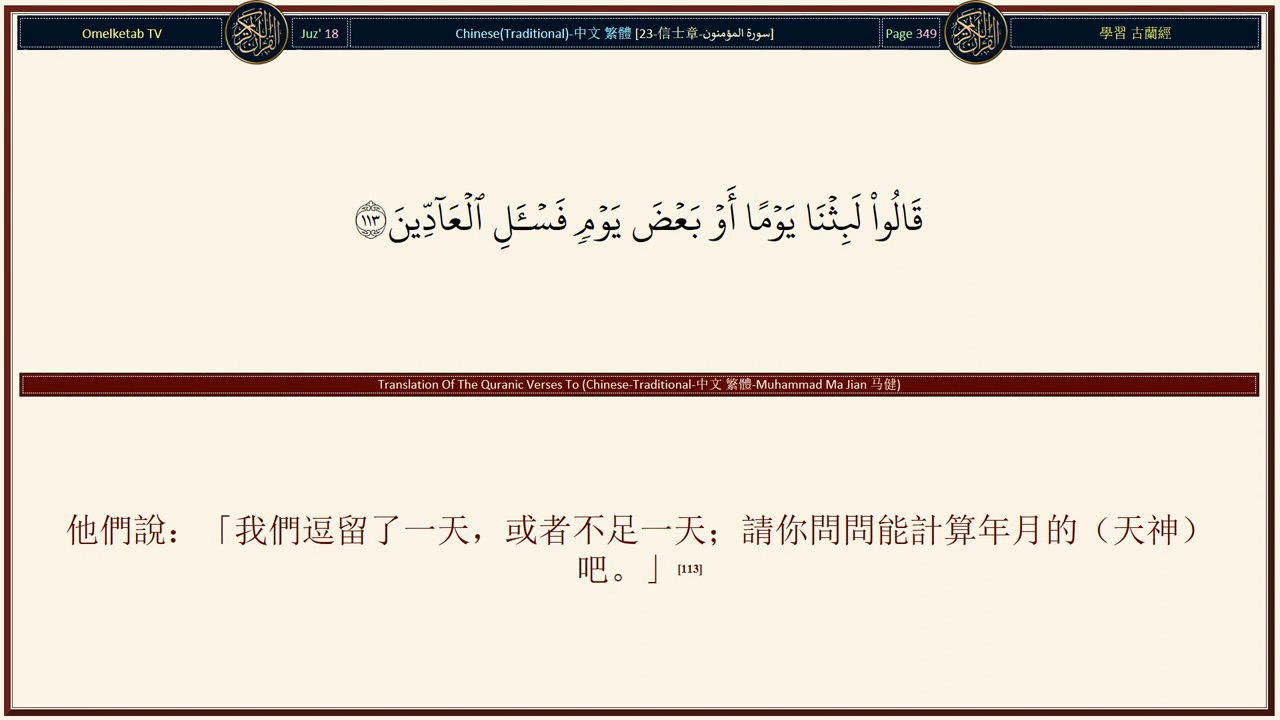 Omelketab TV
Juz' 18
Chinese(Traditional)-中文 繁體 [23-信士章-سورة المؤمنون]
Page 349
學習 古蘭經
قَالُوا۟ لَبِثْنَا يَوْمًا أَوْ بَعْضَ يَوْمٍۢ فَسْـَٔلِ ٱلْعَآدِّينَ ١١٣
Translation Of The Quranic Verses To (Chinese-Traditional-中文 繁體-Muhammad Ma Jian 马健)
他們說：「我們逗留了一天，或者不足一天；請你問問能計算年月的（天神）
吧。」[113]